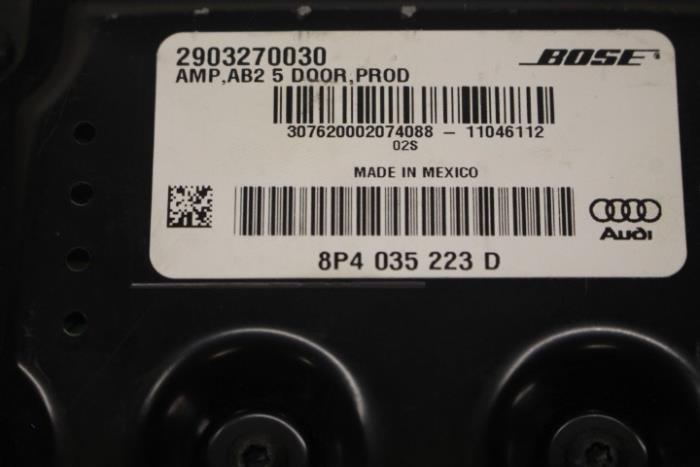 2903270030
BOSE
AMP,AB2 5 DOOR,PROD
307620002074088 - 11046112
02S
MADE IN MEXICO
Audi
8P4 035 223 D